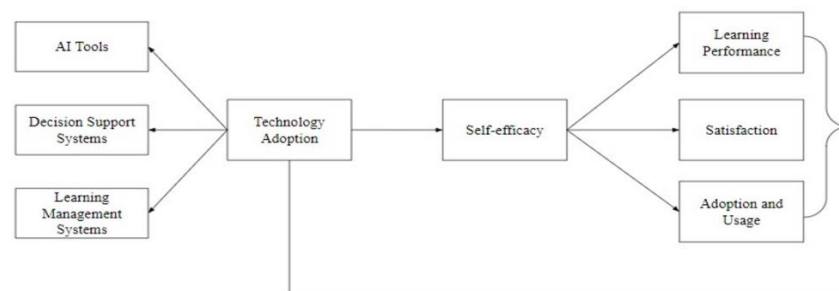 AI Tools
Decision Support
Systems
Learning
Management
Systems
Technology
Adoption
Self-efficacy
Learning
Performance
Satisfaction
Adoption and
Usage